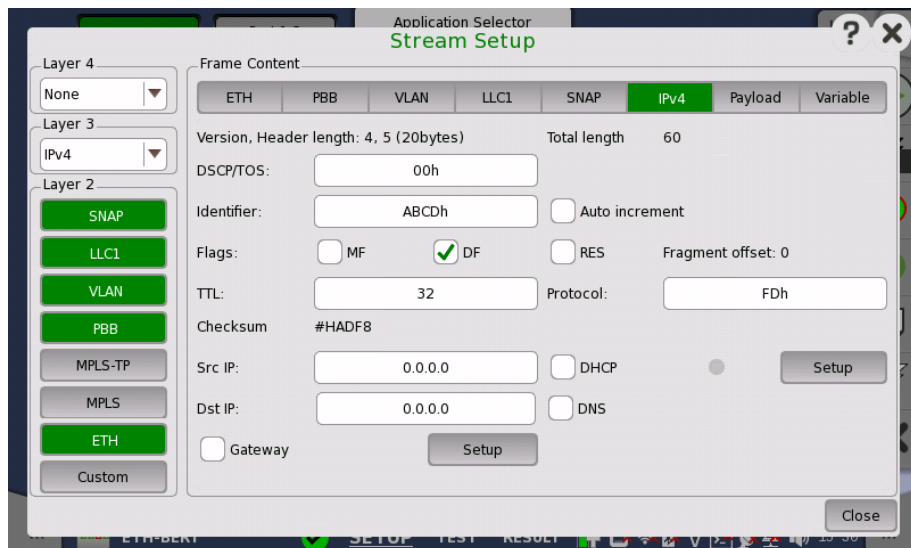 Application Selector
Stream Setup
?
Layer 4
None
Layer 3
IPv4
Layer 2
SNAP
LLC1
VLAN
PBB
MPLS-TP
MPLS
ETH
Custom
Frame Content
ETH PBB VLAN LLC1 SNAP IPv4 Payload Variable
Version, Header length: 4, 5 (20bytes) Total length 60
DSCP/TOS: 00h
Identifier: ABCDh Auto increment
Flags: MF DF RES Fragment offset: 0
TTL: 32 Protocol: FDh
Checksum #HADF8
Src IP: 0.0.0.0 DHCP Setup
Dst IP: 0.0.0.0 DNS
Gateway Setup
Close
ETH-BERT SETUP TEST RESULT